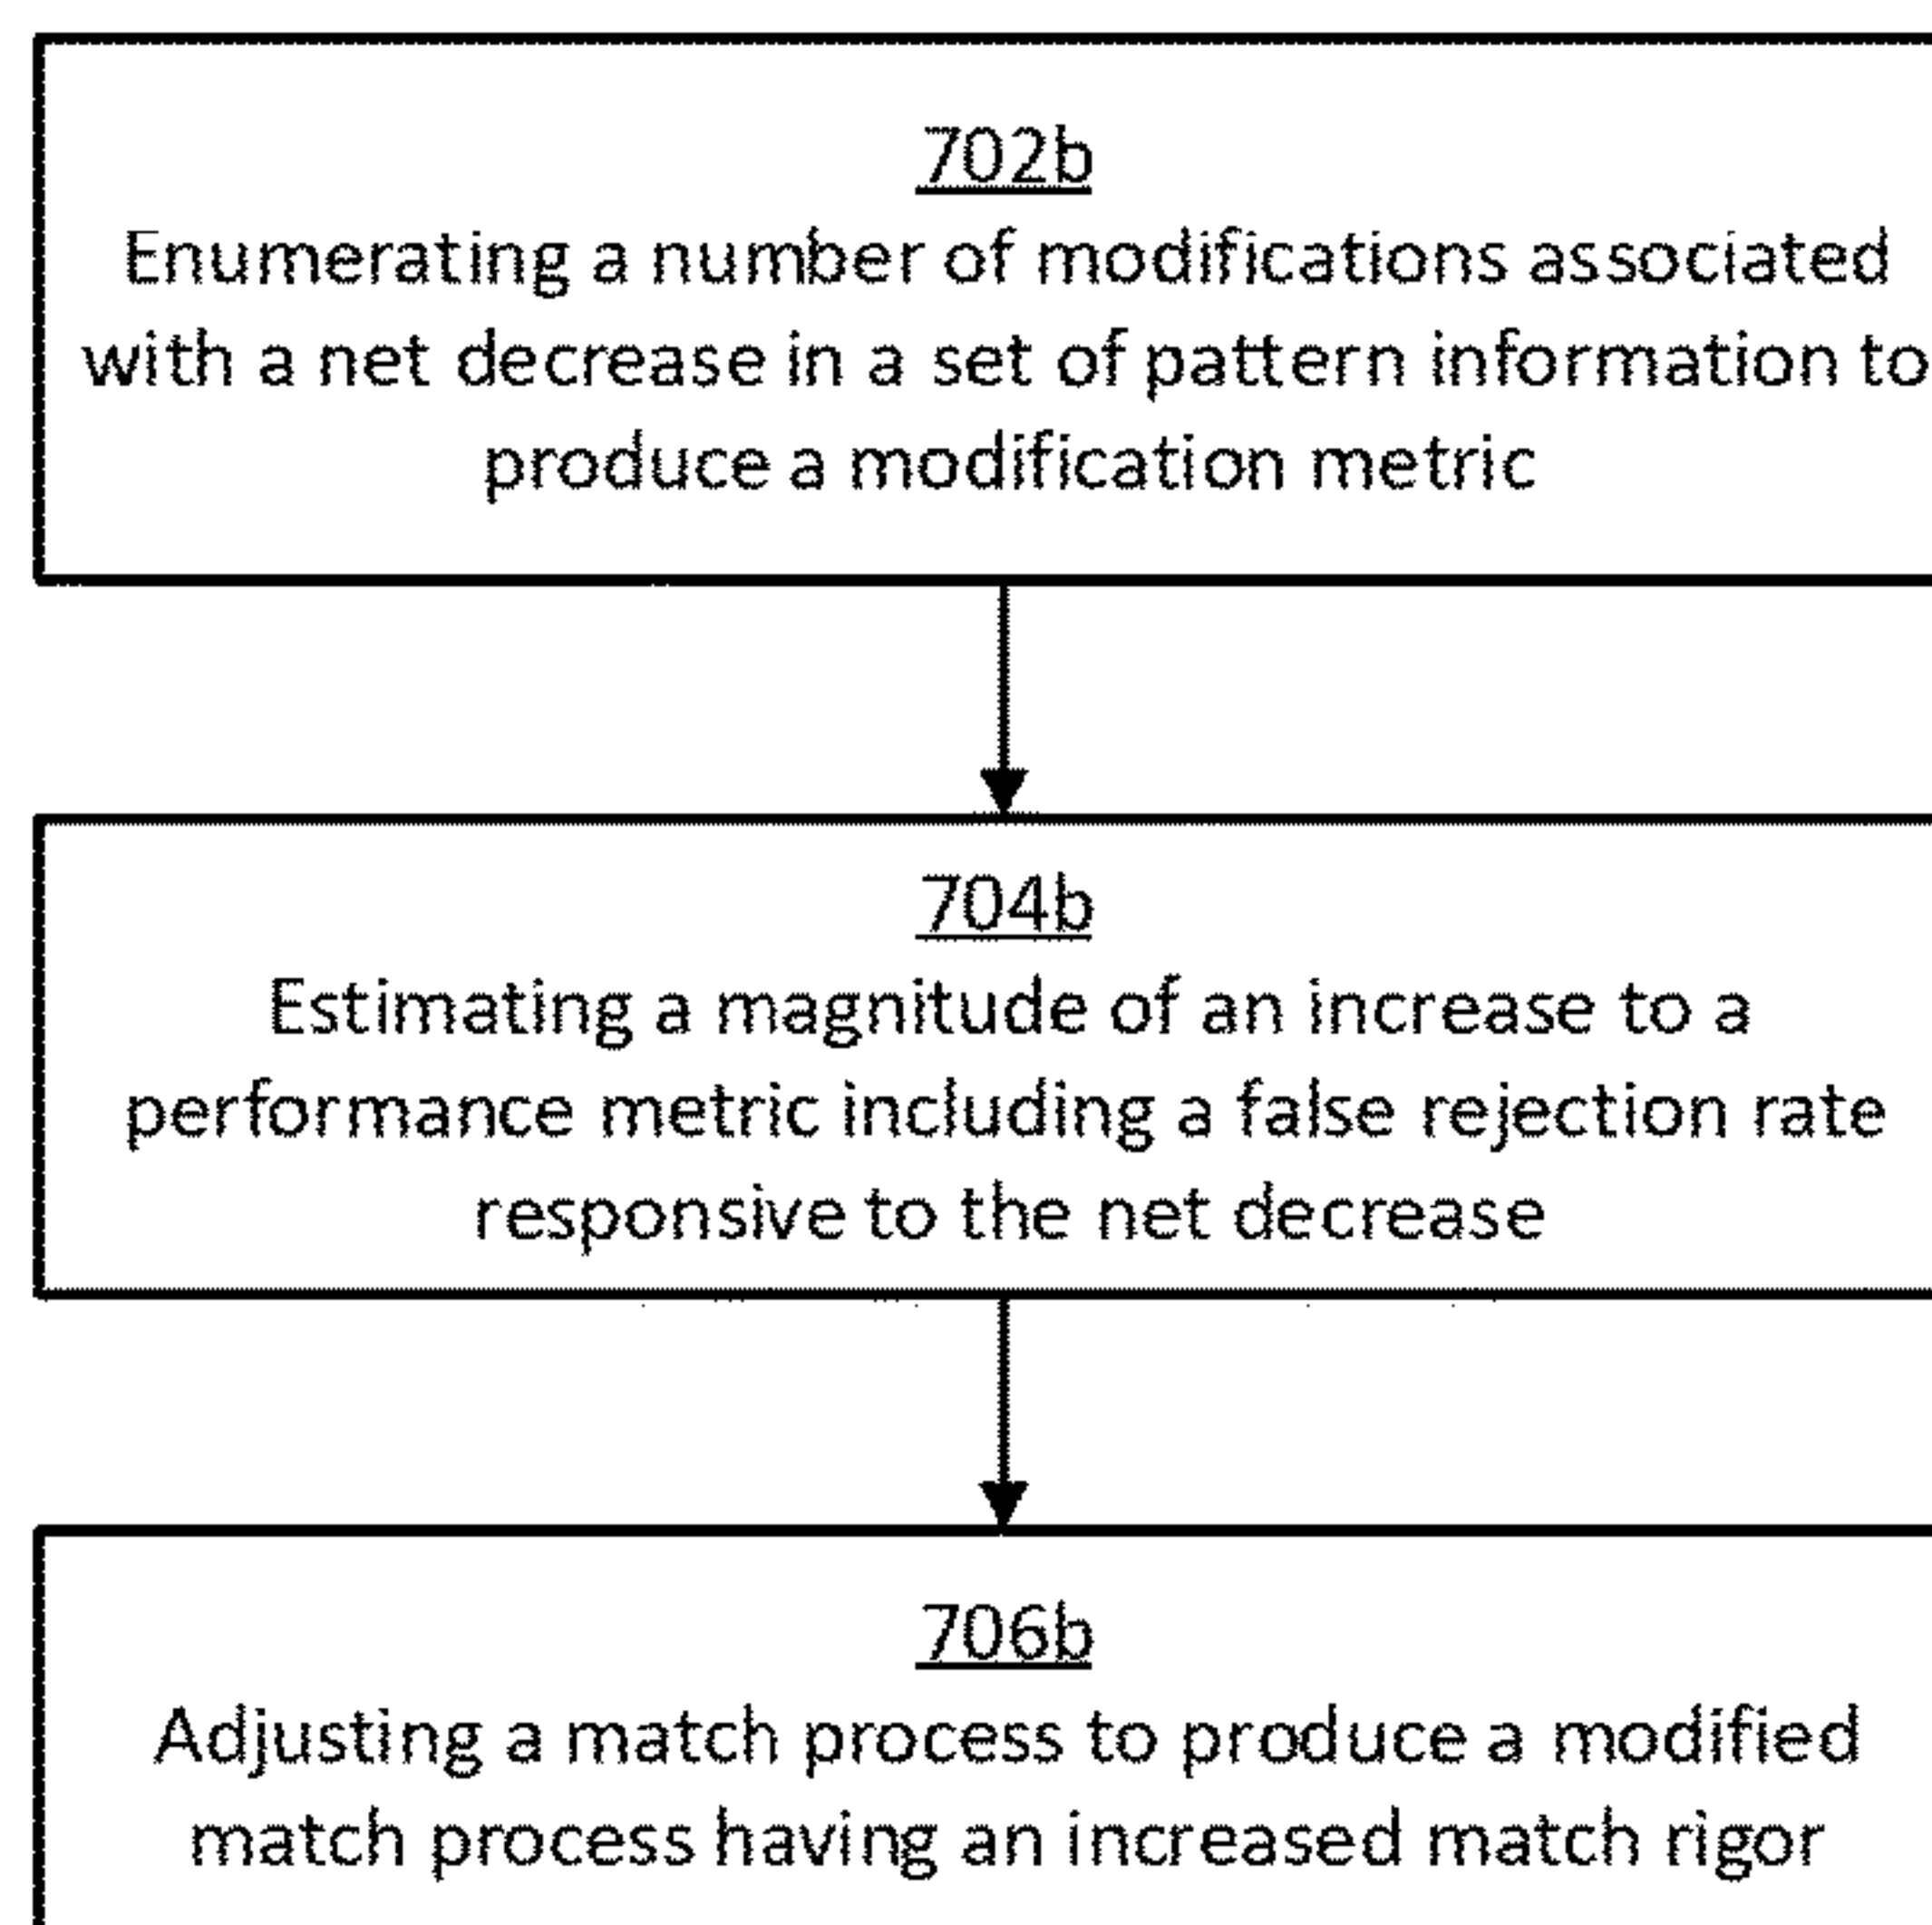 702b
Enumerating a number of modifications associated
with a net decrease in a set of pattern information to
produce a modification metric
704b
Estimating a magnitude of an increase to a
performance metric including a false rejection rate
responsive to the net decrease
706b
Adjusting a match process to produce a modified
match process having an increased match rigor